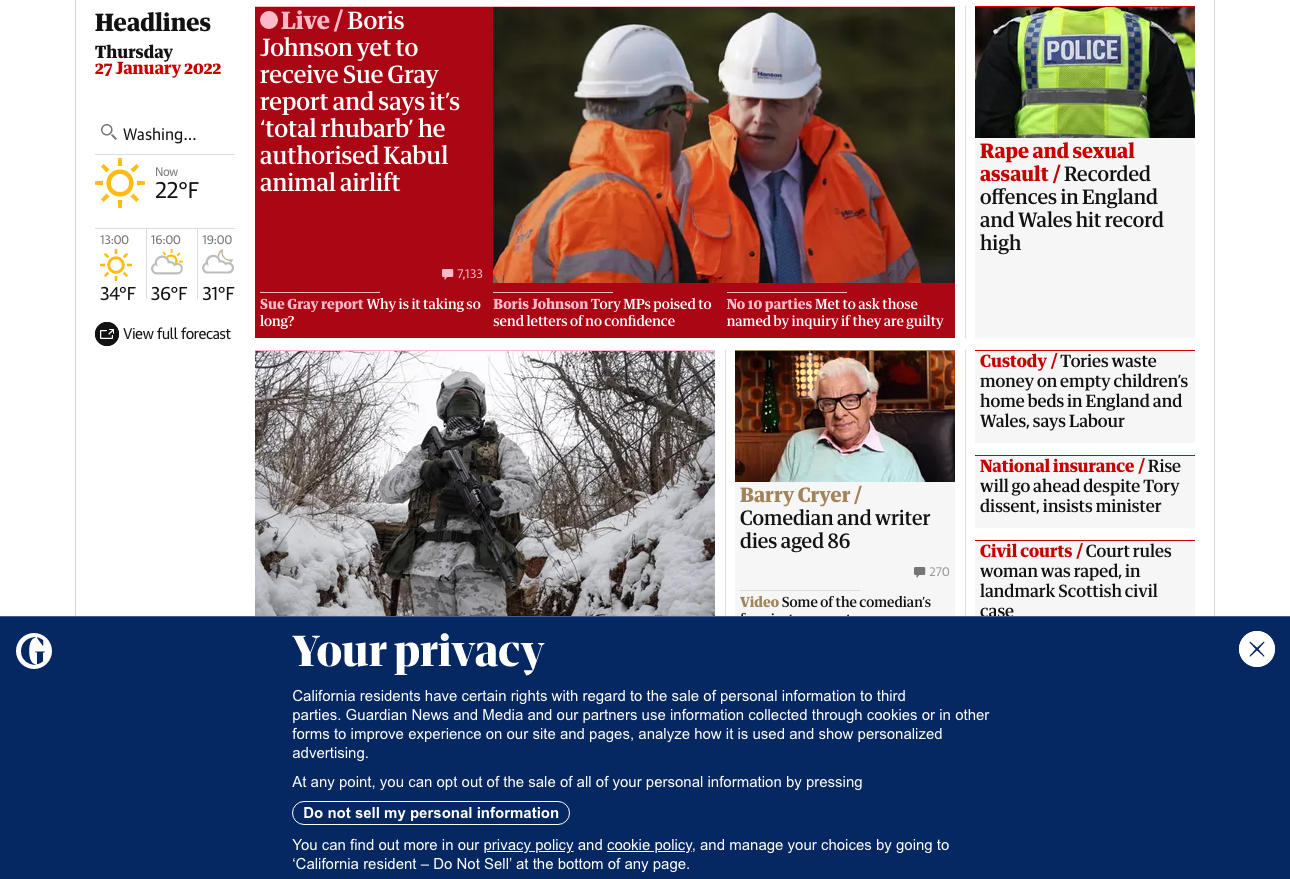 Headlines
Thursday
27 January 2022
Washing...
Now
22°F
13:00
16:00
19:00
34°F
36°F
31°F
View full forecast
Live / Boris
Johnson yet to
receive Sue Gray
report and says it's
‘total rhubarb’ he
authorised Kabul
animal airlift
7,133
Hanson
Sue Gray report Why is it taking so
long?
Boris Johnson Tory MPs poised to
send letters of no confidence
No 10 parties Met to ask those
named by inquiry if they are guilty
POLICE
Rape and sexual
assault / Recorded
offences in England
and Wales hit record
high
Barry Cryer /
Comedian and writer
dies aged 86
270
Video Some of the comedian's
Custody / Tories waste
money on empty children's
home beds in England and
Wales, says Labour
National insurance / Rise
will go ahead despite Tory
dissent, insists minister
Civil courts / Court rules
woman was raped, in
landmark Scottish civil
case
G
Your privacy
California residents have certain rights with regard to the sale of personal information to third
parties. Guardian News and Media and our partners use information collected through cookies or in other
forms to improve experience on our site and pages, analyze how it is used and show personalized
advertising.
At any point, you can opt out of the sale of all of your personal information by pressing
Do not sell my personal information
You can find out more in our privacy policy and cookie policy, and manage your choices by going to
‘California resident – Do Not Sell’ at the bottom of any page.